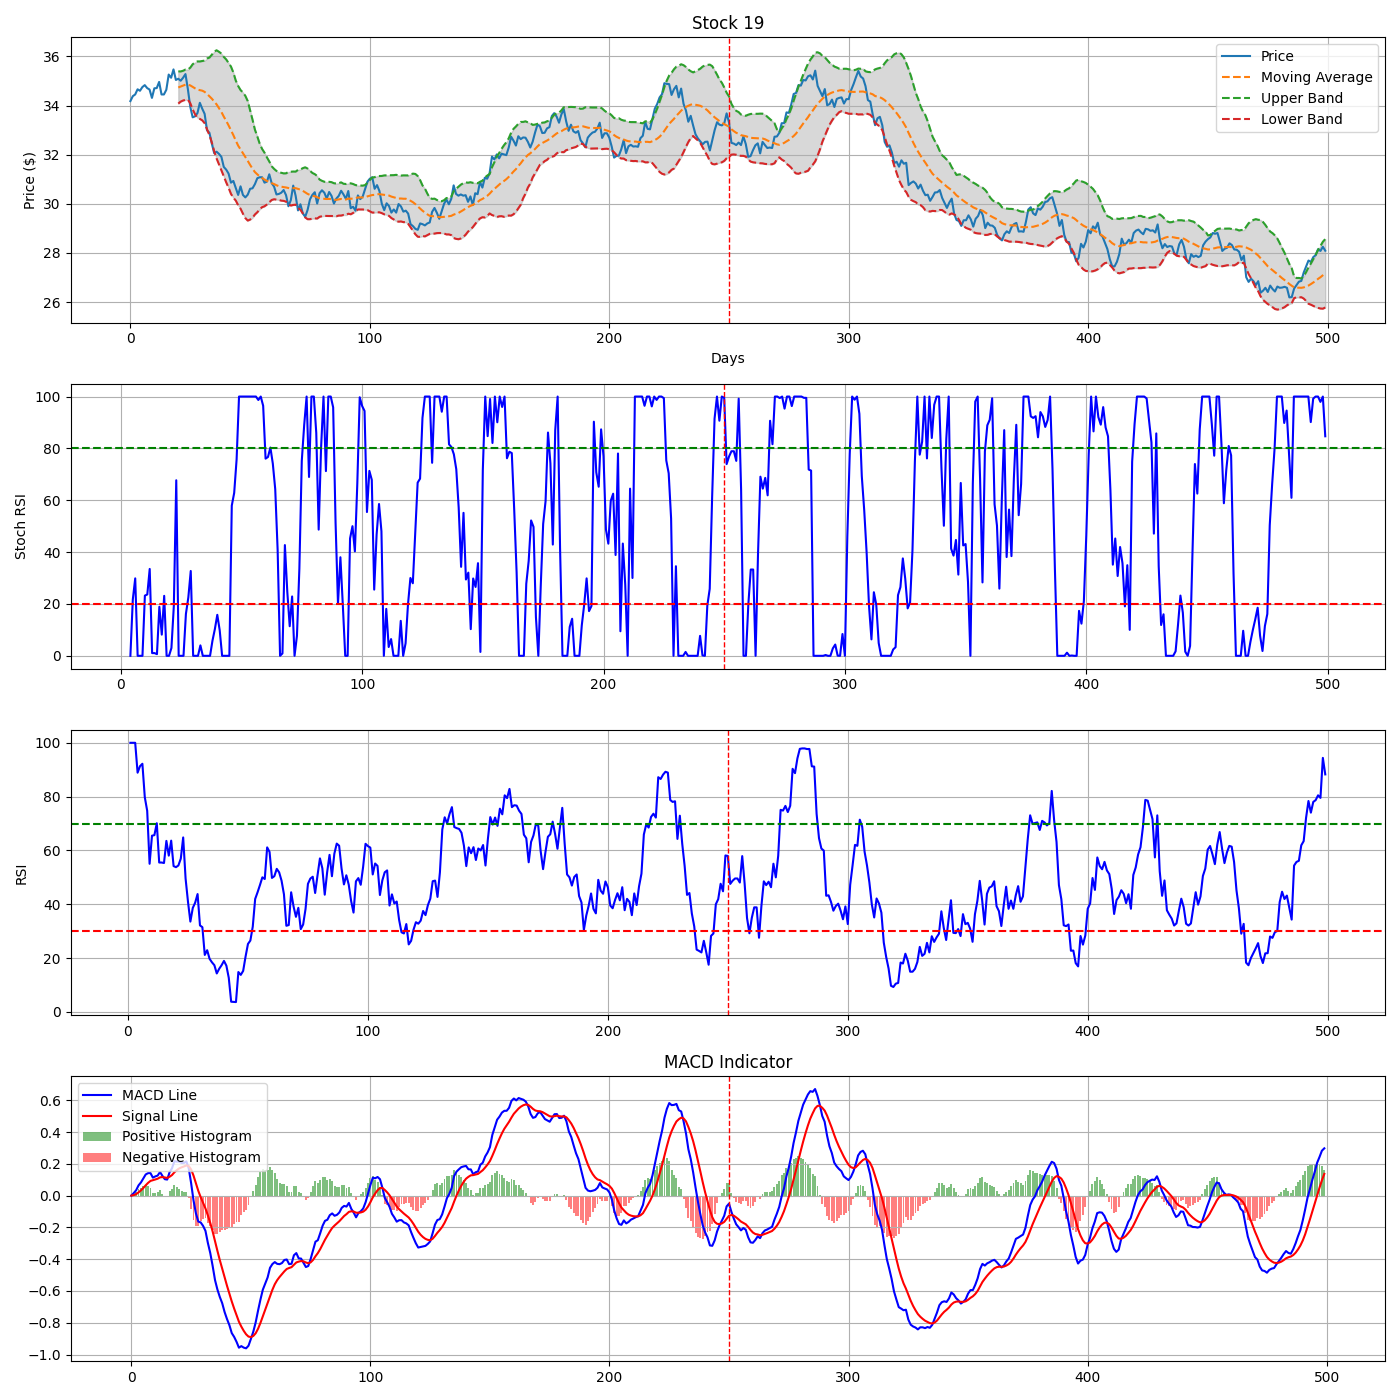 Stock 19
Price ($)
36
34
32
30
28
26
Price
Moving Average
Upper Band
Lower Band
0 100 200 300 400 500
Days
Stoch RSI
100
80
60
40
20
0
0 100 200 300 400 500
RSI
100
80
60
40
20
0
0 100 200 300 400 500
MACD Indicator
0.6
0.4
0.2
0.0
−0.2
−0.4
−0.6
−0.8
−1.0
MACD Line
Signal Line
Positive Histogram
Negative Histogram
0 100 200 300 400 500